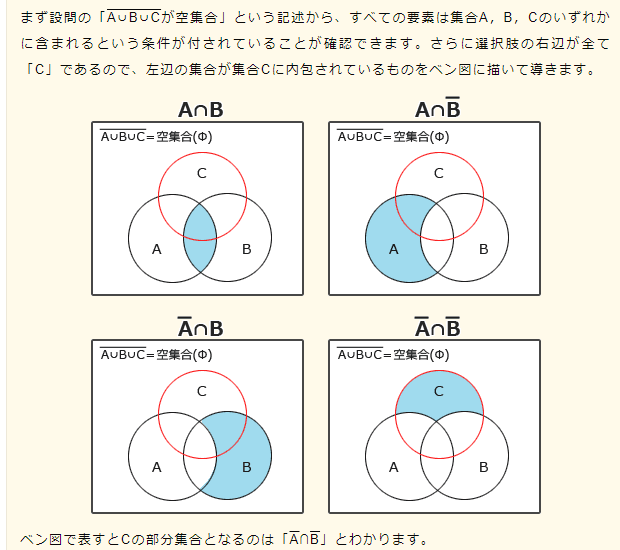 まず設問の「A∪B∪Cが空集合」という記述から、すべての要素は集合A，B，Cのいずれか
に含まれるという条件が付されていることが確認できます。さらに選択肢の右辺が全て
「C」であるので、左辺の集合が集合Cに内包されているものをベン図に描いて導きます。
A∩B
A∩B̅
A∪B∪C=空集合(Φ)
C
A
B
A∪B∪C=空集合(Φ)
C
A
B
A̅∩B
A̅∩B̅
A∪B∪C=空集合(Φ)
C
A
B
A∪B∪C=空集合(Φ)
C
A
B
ベン図で表すとCの部分集合となるのは「A̅∩B̅」とわかります。